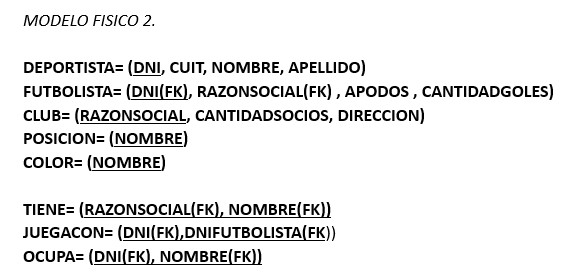 MODELO FISICO 2.
DEPORTISTA= (DNI, CUIT, NOMBRE, APELLIDO)
FUTBOLISTA= (DNI(FK), RAZONSOCIAL(FK) , APODOS , CANTIDADGOLES)
CLUB= (RAZONSOCIAL, CANTIDADSOCIOS, DIRECCION)
POSICION= (NOMBRE)
COLOR= (NOMBRE)
TIENE= (RAZONSOCIAL(FK), NOMBRE(FK))
JUEGACON= (DNI(FK),DNIFUTBOLISTA(FK))
OCUPA= (DNI(FK), NOMBRE(FK))